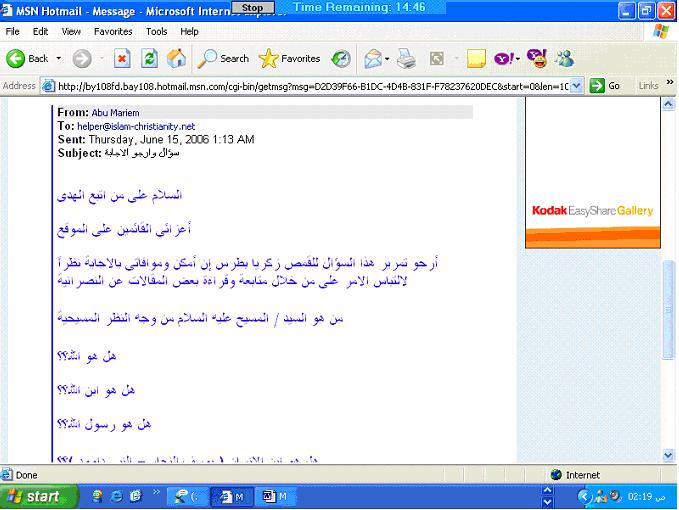 MSN Hotmail - Message - Microsoft Internet Explorer
Stop
Time Remaining: 14:46
File Edit View Favorites Tools Help
Back Search Favorites
Address http://by108fd.bay108.hotmail.msn.com/cgi-bin/getmsg?msg=D2D39F66-B1DC-4D4B-831F-F78237620DEC&start=0&len=10 Go Links »
From: Abu Mariem
To: helper@islam-christianity.net
Sent: Thursday, June 15, 2006 1:13 AM
Subject: سؤال وارجو الاجابة
السلام على من اتبع الهدى
أعزائي القائمين على الموقع
أرجو تمرير هذا السؤال للقمص زكريا بطرس إن أمكن وموافاتي بالاجابة نظراً
لالتباس الامر على من خلال متابعة وقراءة بعض المقالات عن النصرانية
من هو السيد / المسيح عليه السلام من وجه النظر المسيحية
هل هو الله؟؟
هل هو ابن الله؟؟
هل هو رسول الله؟؟
Kodak EasyShare Gallery
Done
Internet
start
M
M
02:19 ص